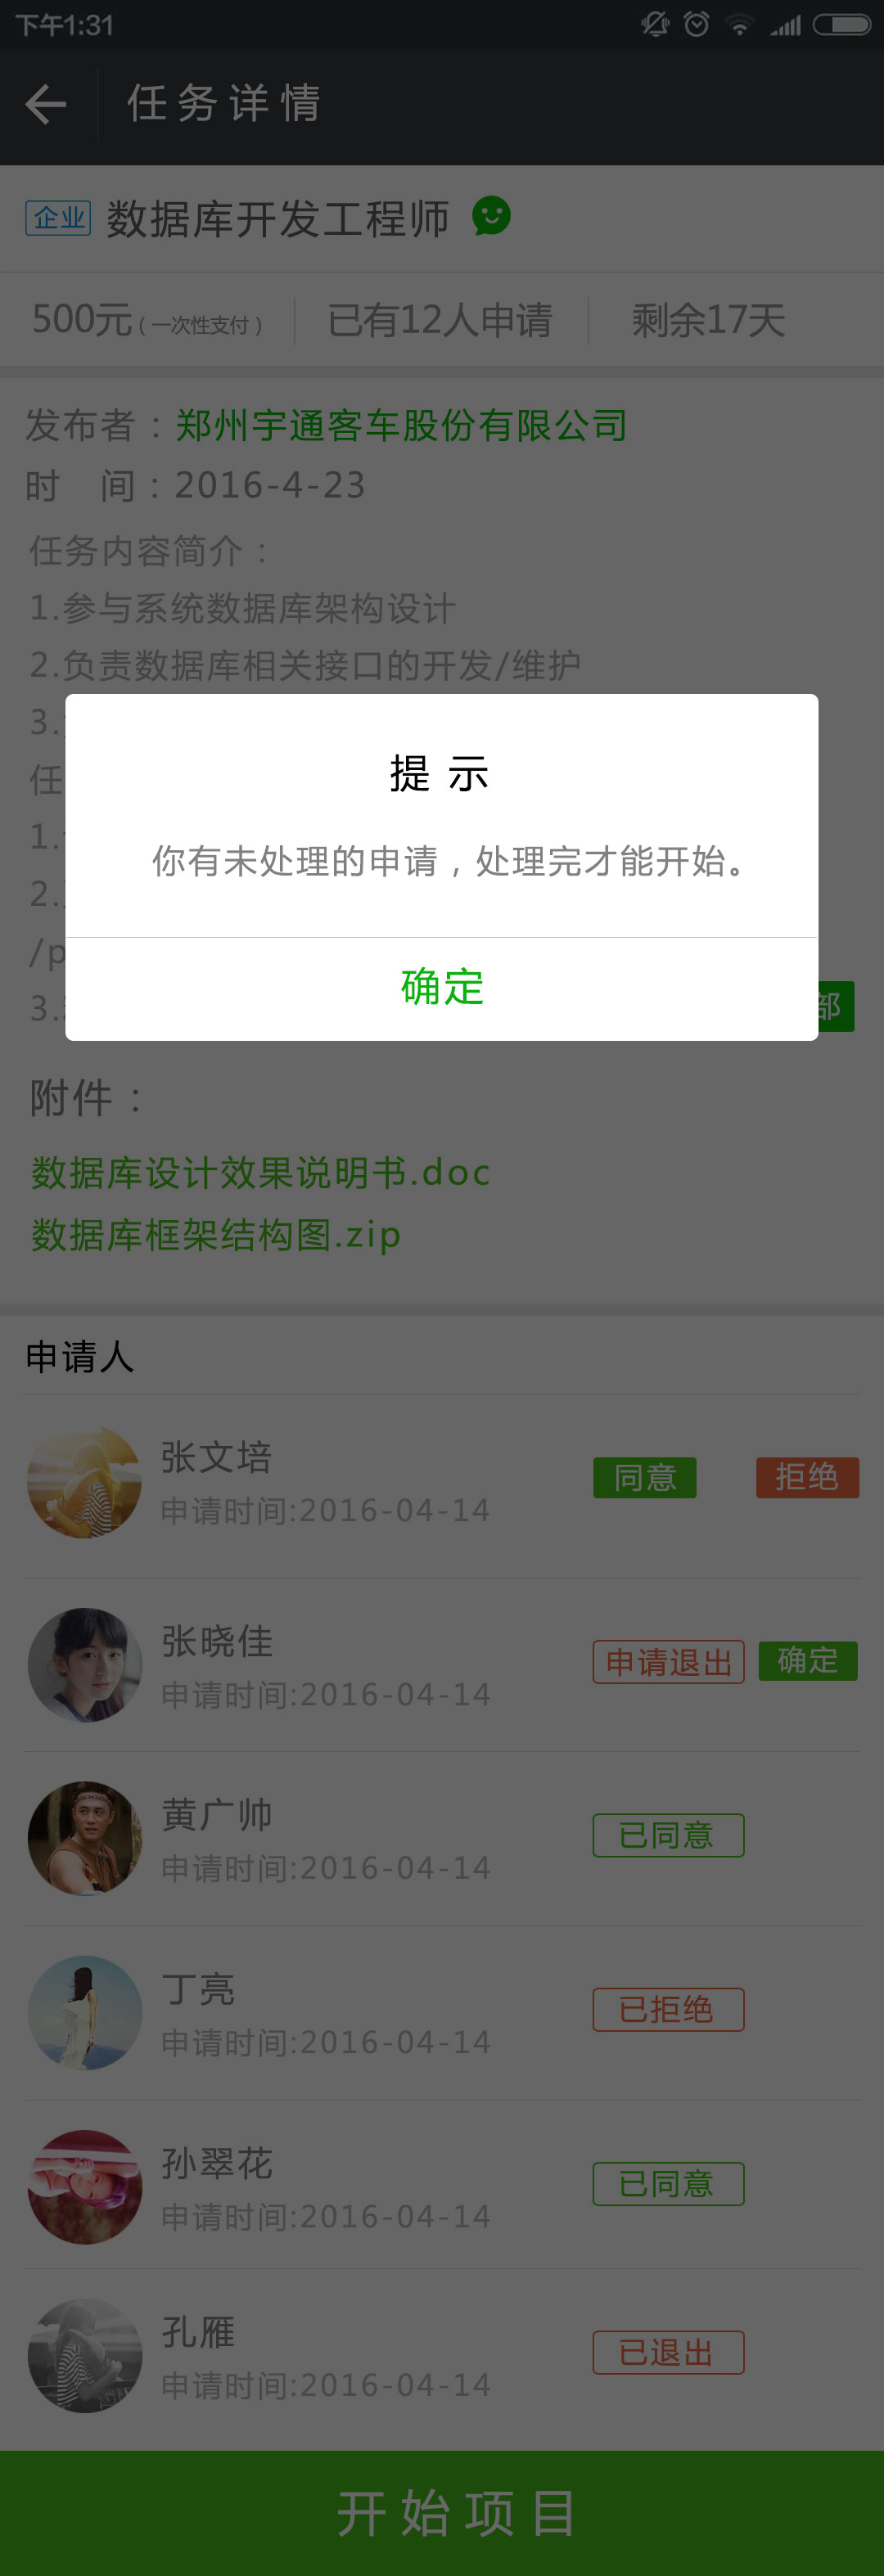 下午1:31
任务详情
企业 数据库开发工程师
500元(一次性支付) 已有12人申请 剩余17天
发布者:郑州宇通客车股份有限公司
时 间:2016-4-23
任务内容简介:
1.参与系统数据库架构设计
2.负责数据库相关接口的开发/维护
3.
提 示
任
1.
你有未处理的申请,处理完才能开始。
2.
/p
确定
3.
部
附件:
数据库设计效果说明书.doc
数据库框架结构图.zip
申请人
张文培
申请时间:2016-04-14
同意 拒绝
张晓佳
申请时间:2016-04-14
申请退出 确定
黄广帅
申请时间:2016-04-14
已同意
丁亮
申请时间:2016-04-14
已拒绝
孙翠花
申请时间:2016-04-14
已同意
孔雁
申请时间:2016-04-14
已退出
开始项目